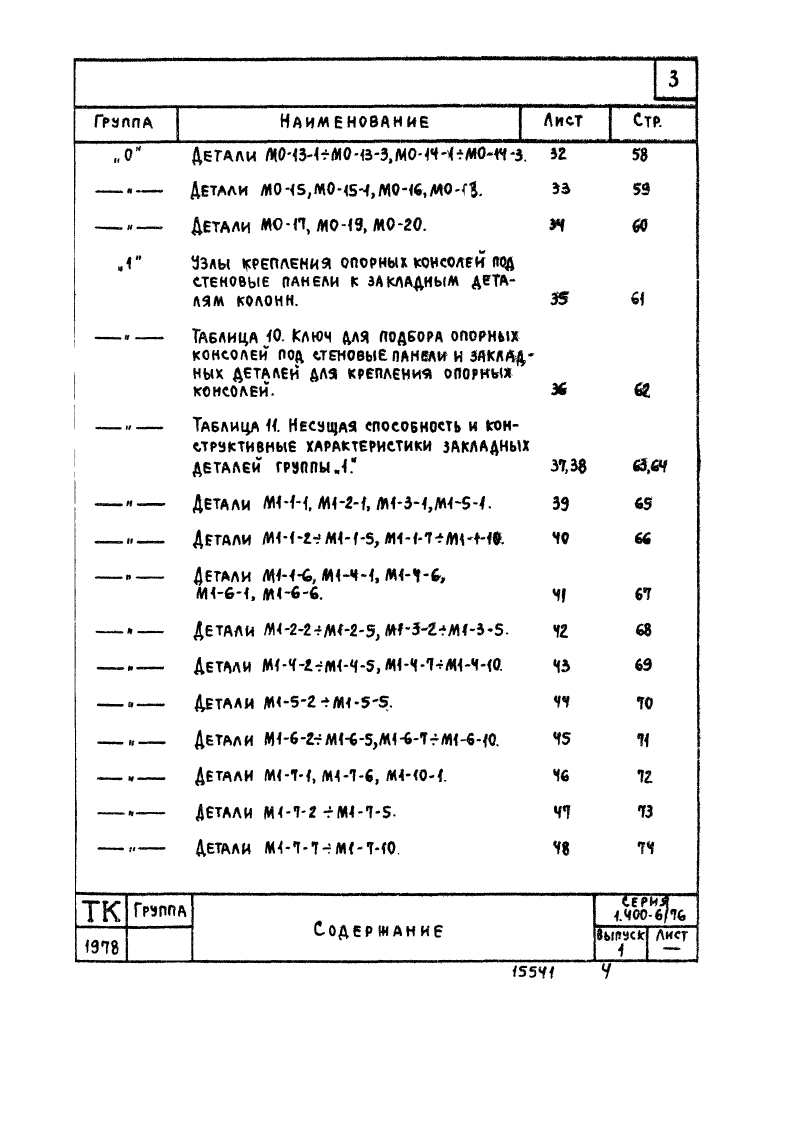 3
Группа Наименование Лист Стр.
„0" Детали М0-13-1÷М0-13-3, М0-14-1÷М0-14-3. 32 58
—"— Детали М0-15, М0-15-1, М0-16, М0-18. 33 59
—"— Детали М0-17, М0-19, М0-20. 34 60
„1" Узлы крепления опорных консолей под
стеновые панели к закладным дета-
лям колонн. 35 61
—"— Таблица 10. Ключ для подбора опорных
консолей под стеновые панели и заклад-
ных деталей для крепления опорных
консолей. 36 62
—"— Таблица 11. Несущая способность и кон-
структивные характеристики закладных
деталей группы „1". 37,38 63,64
—"— Детали М1-1-1, М1-2-1, М1-3-1, М1-5-1. 39 65
—"— Детали М1-1-2÷М1-1-5, М1-1-7÷М1-1-10. 40 66
—"— Детали М1-1-6, М1-4-1, М1-4-6,
М1-6-1, М1-6-6. 41 67
—"— Детали М1-2-2÷М1-2-5, М1-3-2÷М1-3-5. 42 68
—"— Детали М1-4-2÷М1-4-5, М1-4-7÷М1-4-10. 43 69
—"— Детали М1-5-2÷М1-5-5. 44 70
—"— Детали М1-6-2÷М1-6-5, М1-6-7÷М1-6-10. 45 71
—"— Детали М1-7-1, М1-7-6, М1-10-1. 46 72
—"— Детали М1-7-2÷М1-7-5. 47 73
—"— Детали М1-7-7÷М1-7-10. 48 74
ТК Группа
1978
Содержание
Серия
1.400-6/76
Выпуск Лист
1 —
15541 4